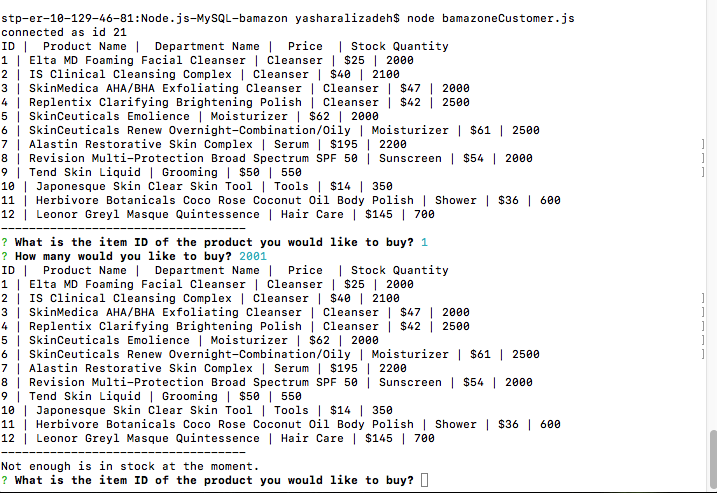 stp-er-10-129-46-81:Node.js-MySQL-bamazon yasharalizadeh$ node bamazoneCustomer.js
connected as id 21
ID |  Product Name |  Department Name |  Price  | Stock Quantity
1 | Elta MD Foaming Facial Cleanser | Cleanser | $25 | 2000
2 | IS Clinical Cleansing Complex | Cleanser | $40 | 2100
3 | SkinMedica AHA/BHA Exfoliating Cleanser | Cleanser | $47 | 2000
4 | Replentix Clarifying Brightening Polish | Cleanser | $42 | 2500
5 | SkinCeuticals Emolience | Moisturizer | $62 | 2000
6 | SkinCeuticals Renew Overnight-Combination/Oily | Moisturizer | $61 | 2500
7 | Alastin Restorative Skin Complex | Serum | $195 | 2200 ]
8 | Revision Multi-Protection Broad Spectrum SPF 50 | Sunscreen | $54 | 2000 ]
9 | Tend Skin Liquid | Grooming | $50 | 550 ]
10 | Japonesque Skin Clear Skin Tool | Tools | $14 | 350
11 | Herbivore Botanicals Coco Rose Coconut Oil Body Polish | Shower | $36 | 600
12 | Leonor Greyl Masque Quintessence | Hair Care | $145 | 700
-----------------------------------
? What is the item ID of the product you would like to buy? 1
? How many would you like to buy? 2001
ID |  Product Name |  Department Name |  Price  | Stock Quantity
1 | Elta MD Foaming Facial Cleanser | Cleanser | $25 | 2000
2 | IS Clinical Cleansing Complex | Cleanser | $40 | 2100 ]
3 | SkinMedica AHA/BHA Exfoliating Cleanser | Cleanser | $47 | 2000 ]
4 | Replentix Clarifying Brightening Polish | Cleanser | $42 | 2500 ]
5 | SkinCeuticals Emolience | Moisturizer | $62 | 2000 ]
6 | SkinCeuticals Renew Overnight-Combination/Oily | Moisturizer | $61 | 2500 ]
7 | Alastin Restorative Skin Complex | Serum | $195 | 2200
8 | Revision Multi-Protection Broad Spectrum SPF 50 | Sunscreen | $54 | 2000
9 | Tend Skin Liquid | Grooming | $50 | 550
10 | Japonesque Skin Clear Skin Tool | Tools | $14 | 350
11 | Herbivore Botanicals Coco Rose Coconut Oil Body Polish | Shower | $36 | 600
12 | Leonor Greyl Masque Quintessence | Hair Care | $145 | 700
-----------------------------------
Not enough is in stock at the moment.
? What is the item ID of the product you would like to buy?